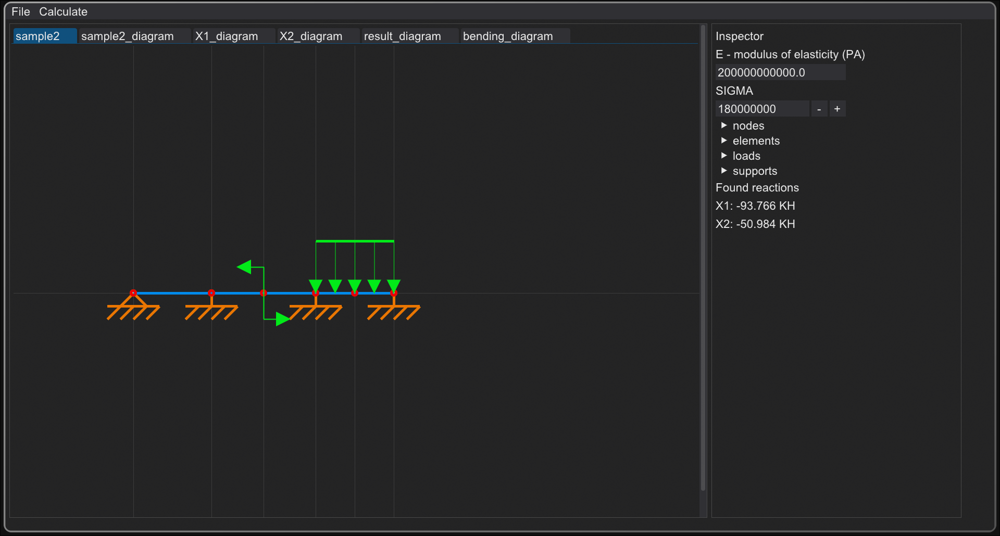 File Calculate
sample2 sample2_diagram X1_diagram X2_diagram result_diagram bending_diagram
Inspector
E - modulus of elasticity (PA)
200000000000.0
SIGMA
180000000 - +
nodes
elements
loads
supports
Found reactions
X1: -93.766 KH
X2: -50.984 KH